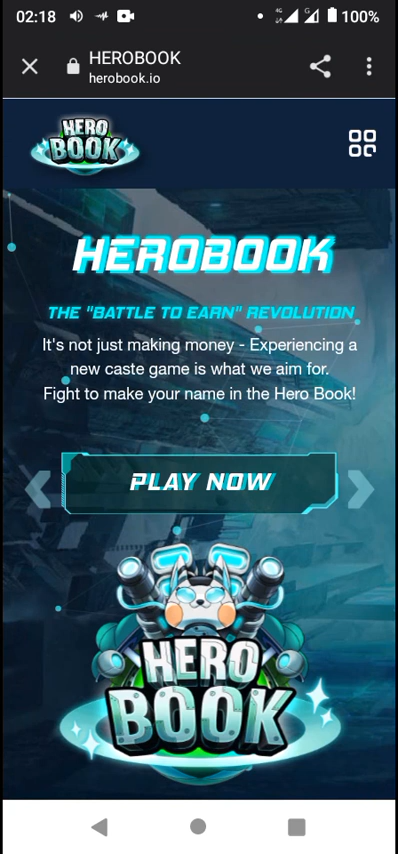 02:18
4G
G
100%
HEROBOOK
herobook.io
HERO
BOOK
HEROBOOK
THE "BATTLE TO EARN" REVOLUTION
It's not just making money - Experiencing a
new caste game is what we aim for.
Fight to make your name in the Hero Book!
PLAY NOW
HERO
BOOK